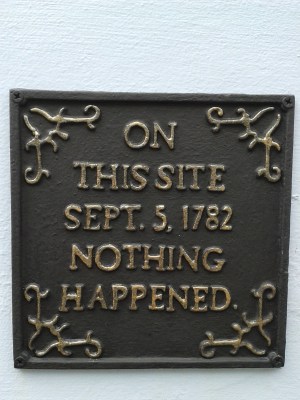 ON
THIS SITE
SEPT. 5, 1782
NOTHING
HAPPENED.